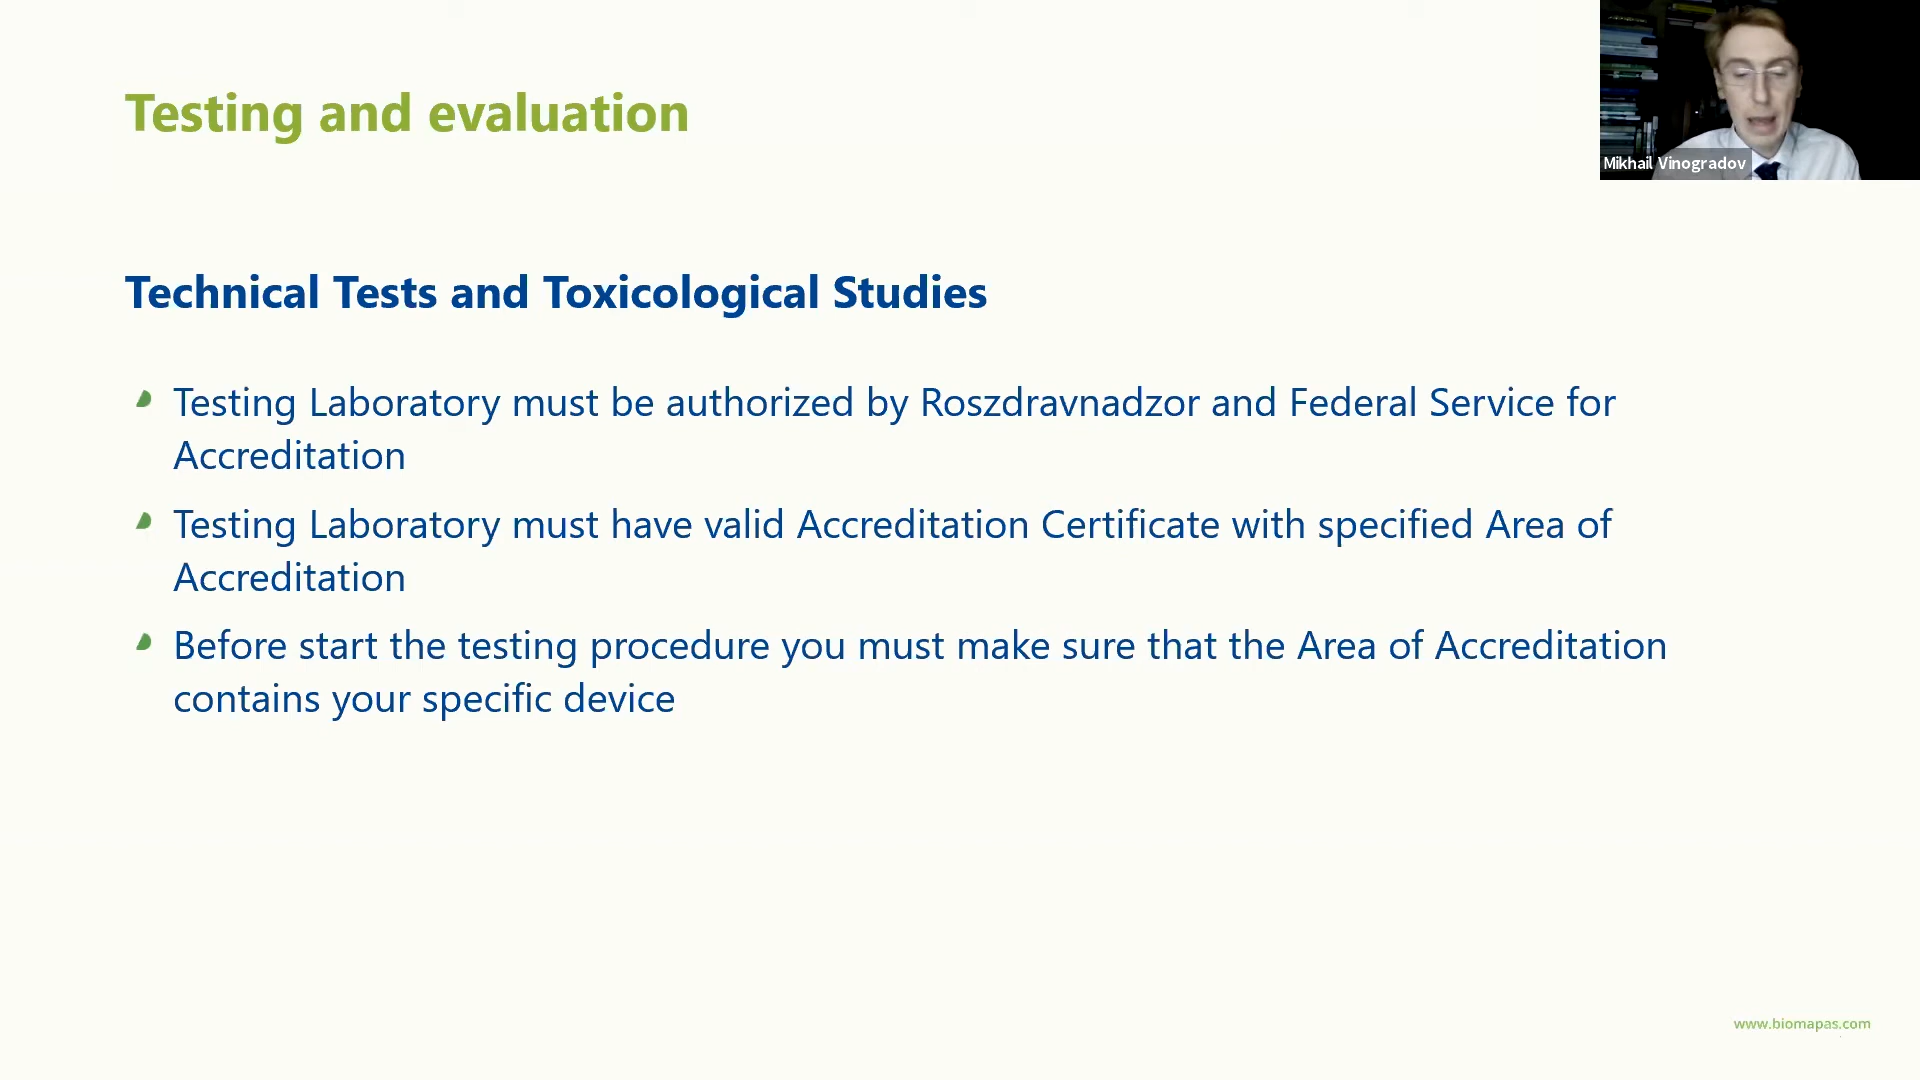 Testing and evaluation
Mikhail Vinogradov
Technical Tests and Toxicological Studies
Testing Laboratory must be authorized by Roszdravnadzor and Federal Service for
Accreditation
Testing Laboratory must have valid Accreditation Certificate with specified Area of
Accreditation
Before start the testing procedure you must make sure that the Area of Accreditation
contains your specific device
www.biomapas.com